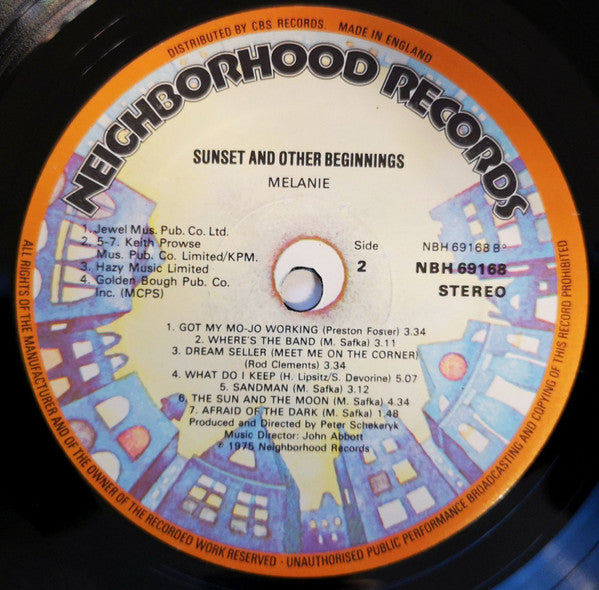 DISTRIBUTED BY CBS RECORDS. MADE IN ENGLAND
NEIGHBORHOOD RECORDS
SUNSET AND OTHER BEGINNINGS
MELANIE
1. Jewel Mus. Pub. Co. Ltd.
2. 5-7. Keith Prowse
Mus. Pub. Co. Limited/KPM.
3. Hazy Music Limited
4. Golden Bough Pub. Co.
Inc. (MCPS)
Side
2
NBH 69168 B°
NBH 69168
STEREO
1. GOT MY MO-JO WORKING (Preston Foster) 3.34
2. WHERE'S THE BAND (M. Safka) 3.11
3. DREAM SELLER (MEET ME ON THE CORNER)
(Rod Clements) 3.34
4. WHAT DO I KEEP (H. Lipsitz/S. Devorine) 5.07
5. SANDMAN (M. Safka) 3.12
6. THE SUN AND THE MOON (M. Safka) 4.34
7. AFRAID OF THE DARK (M. Safka) 1.48
Produced and Directed by Peter Schekeryk
Music Director: John Abbott
℗ 1975 Neighborhood Records
ALL RIGHTS OF THE MANUFACTURER AND OF THE OWNER OF THE RECORDED WORK RESERVED · UNAUTHORISED PUBLIC PERFORMANCE BROADCASTING AND COPYING OF THIS RECORD PROHIBITED